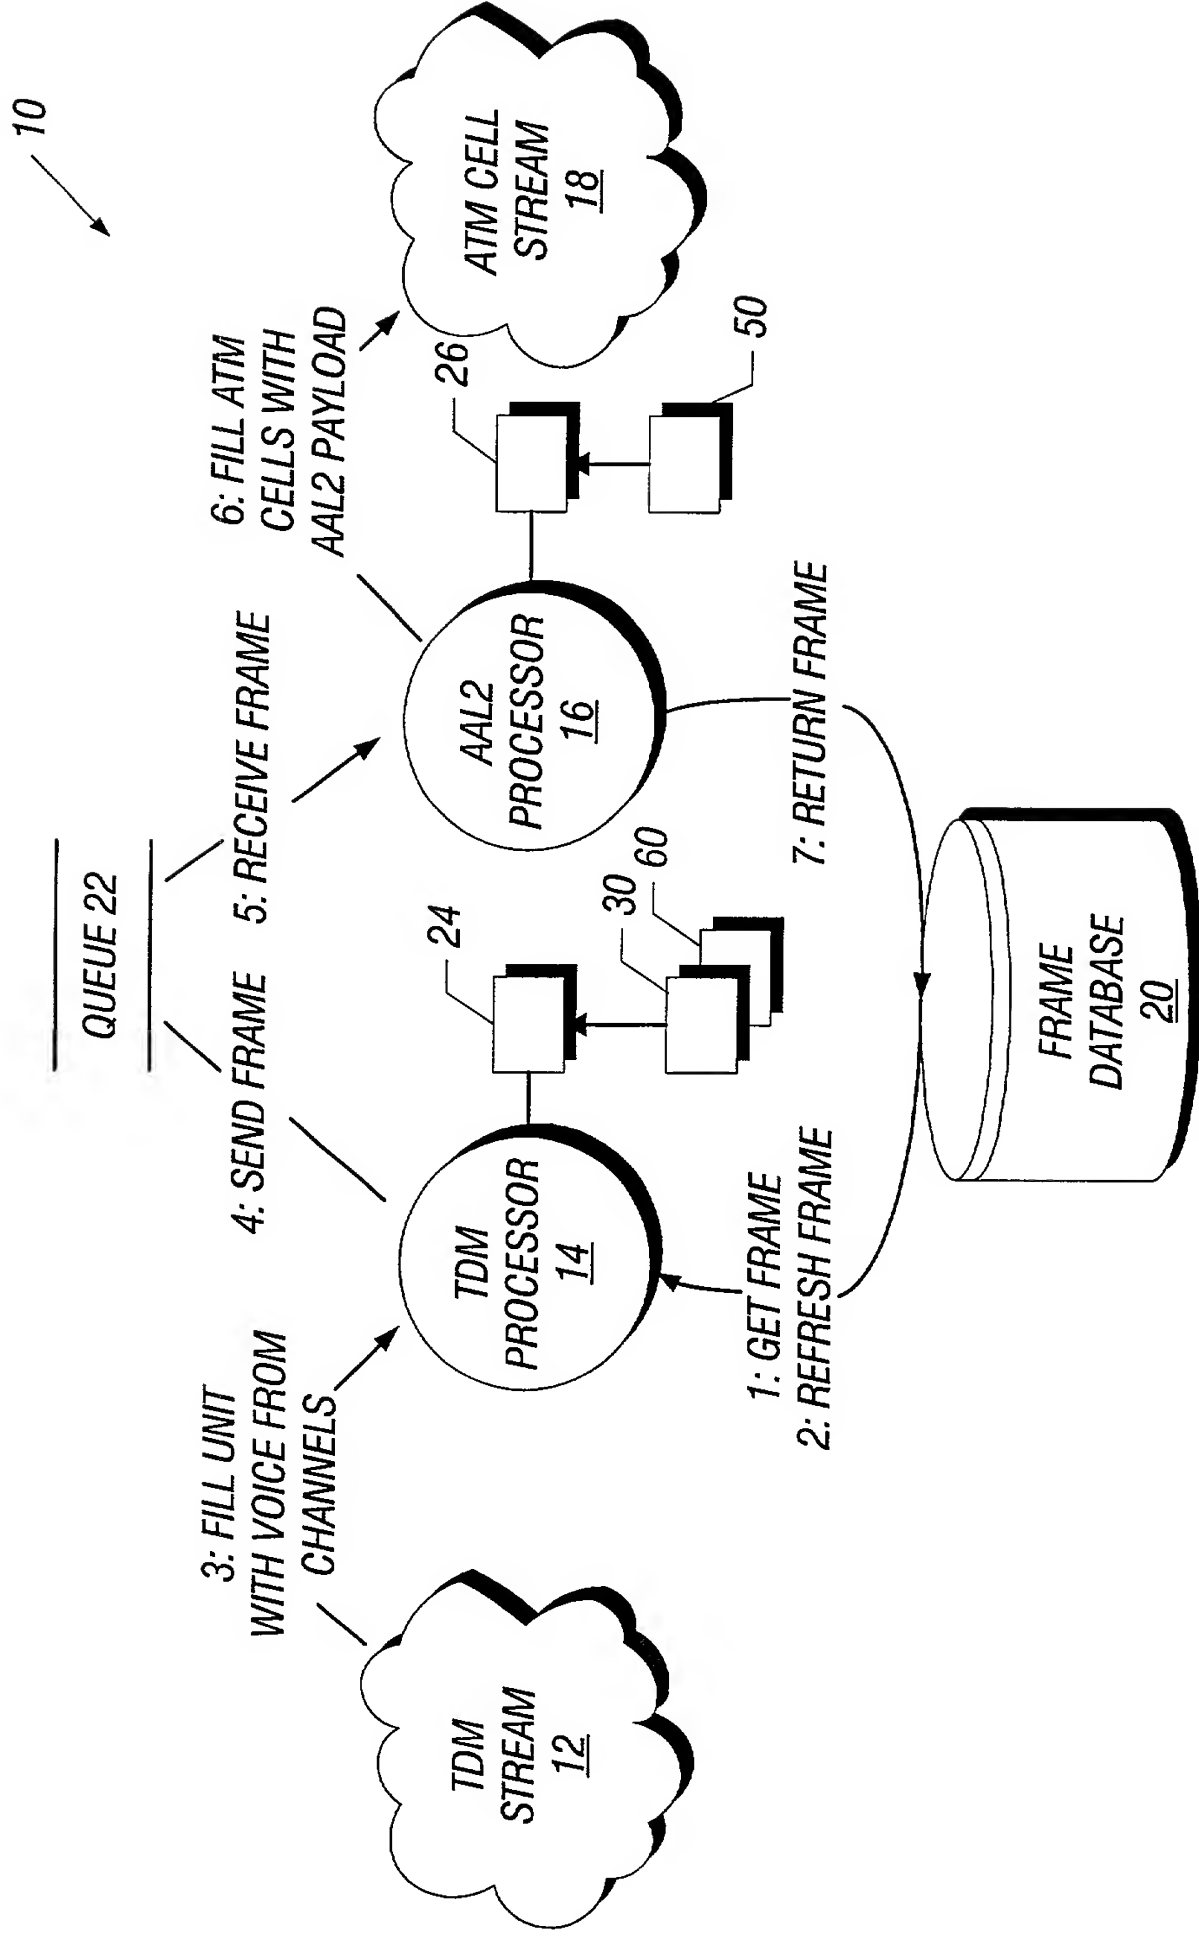 10
QUEUE 22
4: SEND FRAME
5: RECEIVE FRAME
3: FILL UNIT
WITH VOICE FROM
CHANNELS
6: FILL ATM
CELLS WITH
AAL2 PAYLOAD
TDM
STREAM
12
TDM
PROCESSOR
14
24
30
60
AAL2
PROCESSOR
16
26
50
ATM CELL
STREAM
18
1: GET FRAME
2: REFRESH FRAME
7: RETURN FRAME
FRAME
DATABASE
20